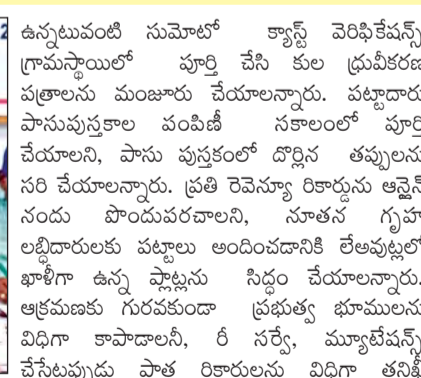 ఉన్నటువంటి సుమోటో క్యాస్ట్ వెరిఫికేషన్స్
గ్రామస్థాయిలో పూర్తి చేసి కుల ధ్రువీకరణ
పత్రాలను మంజూరు చేయాలన్నారు. పట్టాదారు
పాసుపుస్తకాల పంపిణీ సకాలంలో పూర్తి
చేయాలని, పాసు పుస్తకంలో దొర్లిన తప్పులను
సరి చేయాలన్నారు. ప్రతి రెవెన్యూ రికార్డును ఆన్లైన్
నందు పొందుపరచాలని, నూతన గృహ
లబ్ధిదారులకు పట్టాలు అందించడానికి లేఅవుట్లలో
ఖాళీగా ఉన్న ప్లాట్లను సిద్ధం చేయాలన్నారు.
ఆక్రమణకు గురవకుండా ప్రభుత్వ భూములను
విధిగా కాపాడాలనీ, రీ సర్వే, మ్యూటేషన్స్
చేసేటప్పుడు పాత రికార్డులను విధిగా తనిఖీ